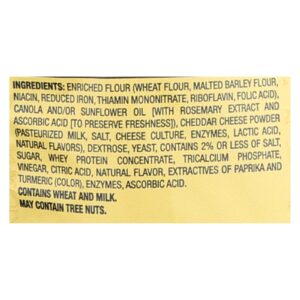 INGREDIENTS: ENRICHED FLOUR (WHEAT FLOUR, MALTED BARLEY FLOUR,
NIACIN, REDUCED IRON, THIAMIN MONONITRATE, RIBOFLAVIN, FOLIC ACID),
CANOLA AND/OR SUNFLOWER OIL (WITH ROSEMARY EXTRACT AND
ASCORBIC ACID [TO PRESERVE FRESHNESS]), CHEDDAR CHEESE POWDER
(PASTEURIZED MILK, SALT, CHEESE CULTURE, ENZYMES, LACTIC ACID,
NATURAL FLAVORS), DEXTROSE, YEAST, CONTAINS 2% OR LESS OF SALT,
SUGAR, WHEY PROTEIN CONCENTRATE, TRICALCIUM PHOSPHATE,
VINEGAR, CITRIC ACID, NATURAL FLAVOR, EXTRACTIVES OF PAPRIKA AND
TURMERIC (COLOR), ENZYMES, ASCORBIC ACID.
CONTAINS WHEAT AND MILK.
MAY CONTAIN TREE NUTS.